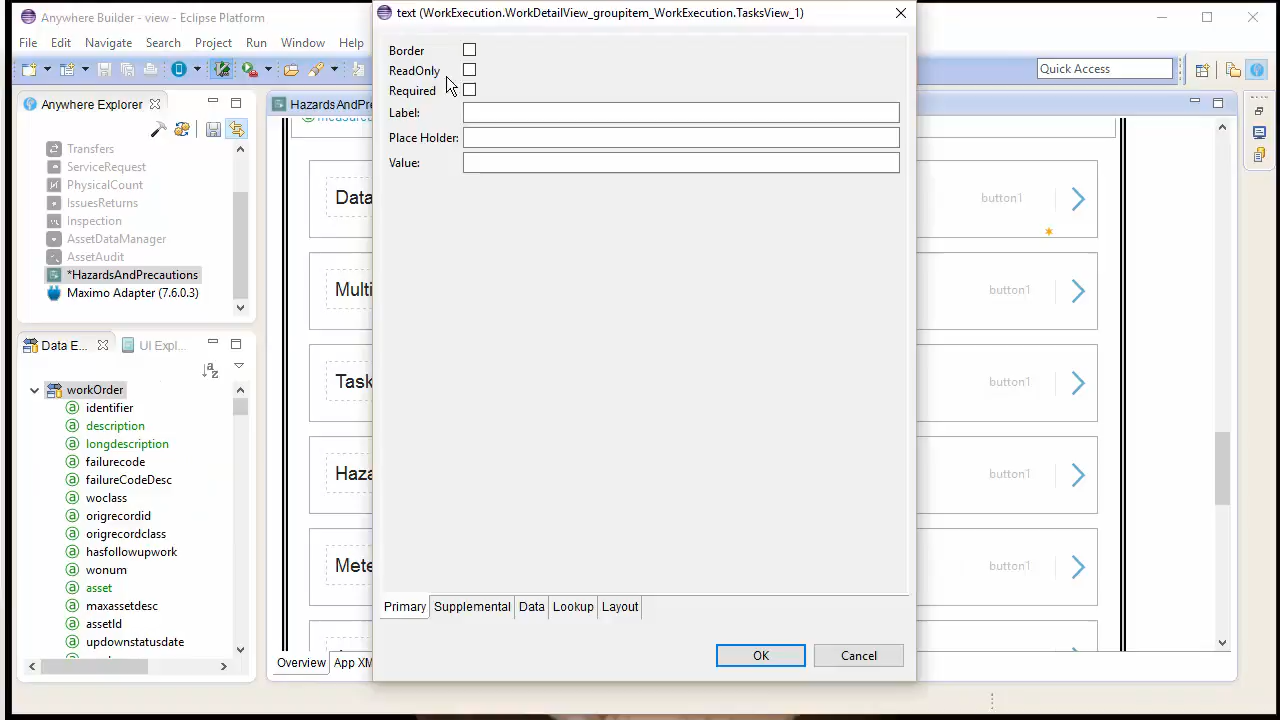 Anywhere Builder - view - Eclipse Platform
File Edit Navigate Search Project Run Window Help
Quick Access
Anywhere Explorer
Transfers
ServiceRequest
PhysicalCount
IssuesReturns
Inspection
AssetDataManager
AssetAudit
*HazardsAndPrecautions
Maximo Adapter (7.6.0.3)
Data E...
UI Expl...
workOrder
identifier
description
longdescription
failurecode
failureCodeDesc
woclass
origrecordid
origrecordclass
hasfollowupwork
wonum
asset
maxassetdesc
assetId
updownstatusdate
HazardsAndPre
Data
button1
Multi
button1
Task
button1
Haza
button1
Mete
button1
Overview
App XM
text (WorkExecution.WorkDetailView_groupitem_WorkExecution.TasksView_1)
Border
ReadOnly
Required
Label:
Place Holder:
Value:
Primary Supplemental Data Lookup Layout
OK Cancel